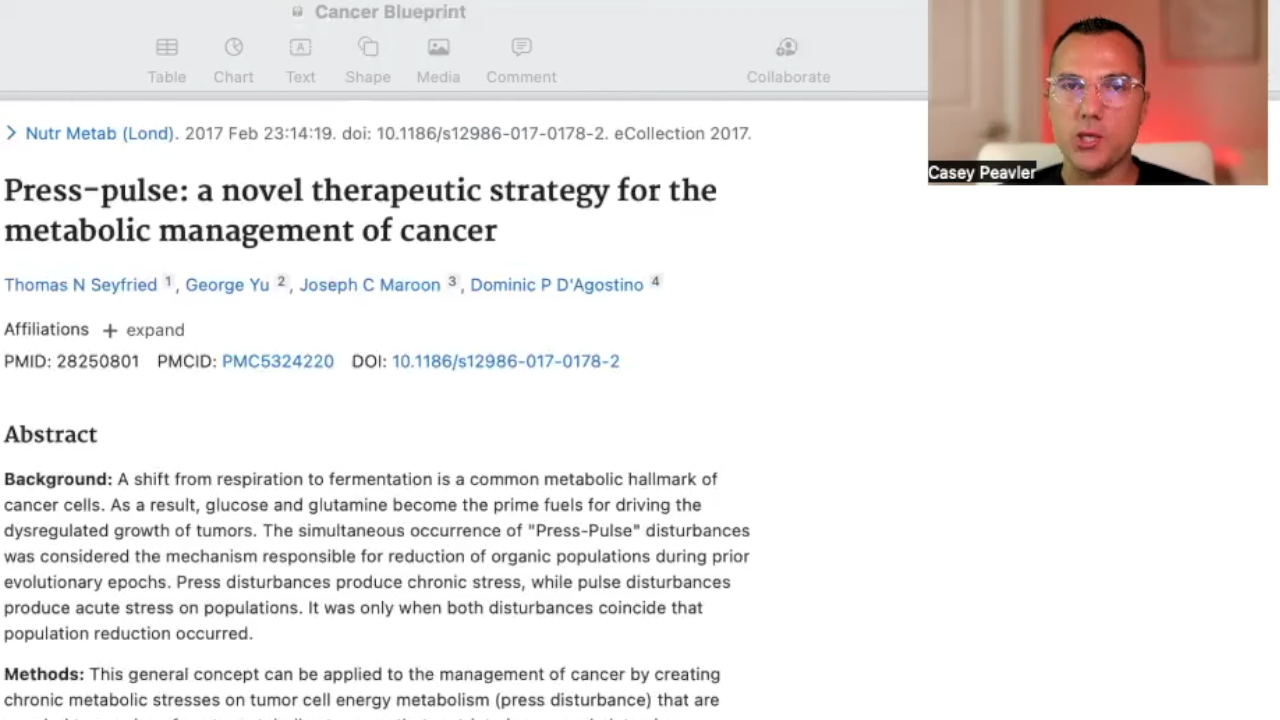 Cancer Blueprint
Table Chart Text Shape Media Comment Collaborate
Casey Peavler
Nutr Metab (Lond). 2017 Feb 23:14:19. doi: 10.1186/s12986-017-0178-2. eCollection 2017.
Press-pulse: a novel therapeutic strategy for the
metabolic management of cancer
Thomas N Seyfried 1, George Yu 2, Joseph C Maroon 3, Dominic P D'Agostino 4
Affiliations + expand
PMID: 28250801 PMCID: PMC5324220 DOI: 10.1186/s12986-017-0178-2
Abstract
Background: A shift from respiration to fermentation is a common metabolic hallmark of
cancer cells. As a result, glucose and glutamine become the prime fuels for driving the
dysregulated growth of tumors. The simultaneous occurrence of "Press-Pulse" disturbances
was considered the mechanism responsible for reduction of organic populations during prior
evolutionary epochs. Press disturbances produce chronic stress, while pulse disturbances
produce acute stress on populations. It was only when both disturbances coincide that
population reduction occurred.
Methods: This general concept can be applied to the management of cancer by creating
chronic metabolic stresses on tumor cell energy metabolism (press disturbance) that are